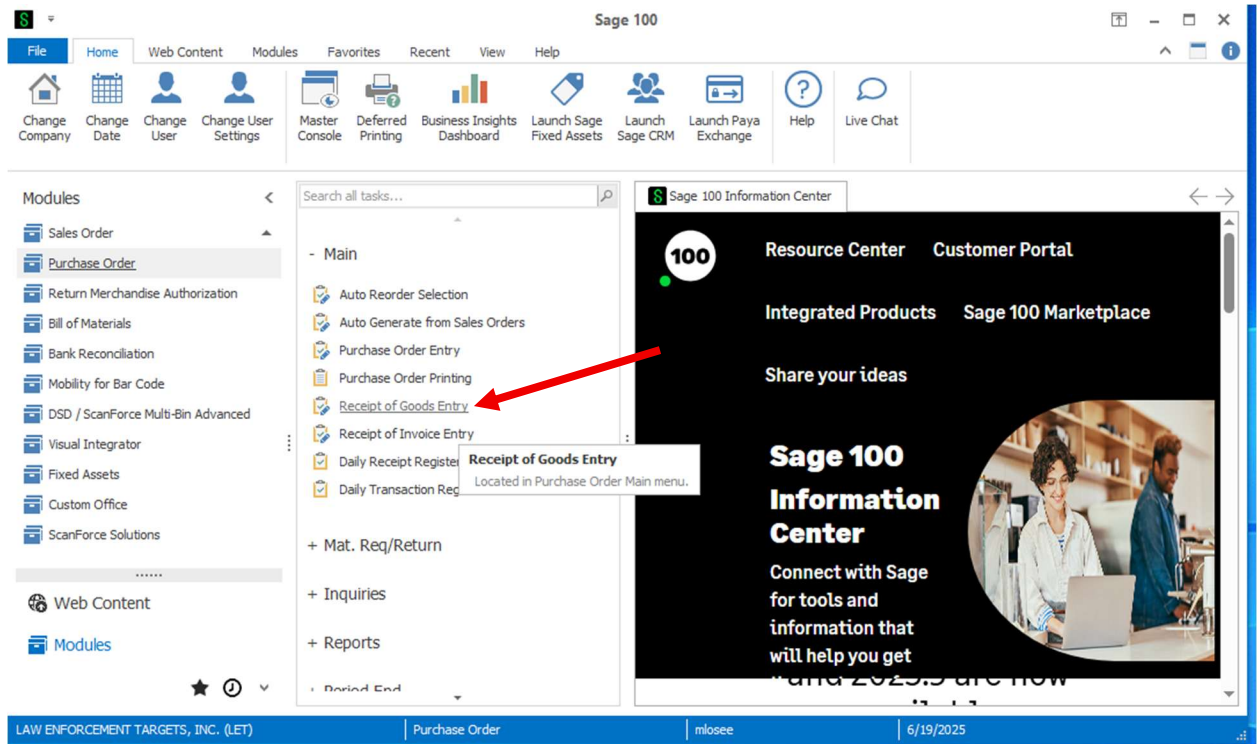 Sage 100
File Home Web Content Modules Favorites Recent View Help
Change Company
Change Date
Change User
Change User Settings
Master Console
Deferred Printing
Business Insights Dashboard
Launch Sage Fixed Assets
Launch Sage CRM
Launch Paya Exchange
Help
Live Chat
Modules
Sales Order
Purchase Order
Return Merchandise Authorization
Bill of Materials
Bank Reconciliation
Mobility for Bar Code
DSD / ScanForce Multi-Bin Advanced
Visual Integrator
Fixed Assets
Custom Office
ScanForce Solutions
Web Content
Modules
Search all tasks...
- Main
Auto Reorder Selection
Auto Generate from Sales Orders
Purchase Order Entry
Purchase Order Printing
Receipt of Goods Entry
Receipt of Invoice Entry
Daily Receipt Register
Daily Transaction Reg
Receipt of Goods Entry
Located in Purchase Order Main menu.
+ Mat. Req/Return
+ Inquiries
+ Reports
+ Period End
Sage 100 Information Center
100
Resource Center Customer Portal
Integrated Products Sage 100 Marketplace
Share your ideas
Sage 100
Information
Center
Connect with Sage
for tools and
information that
will help you get
LAW ENFORCEMENT TARGETS, INC. (LET) Purchase Order mlosee 6/19/2025